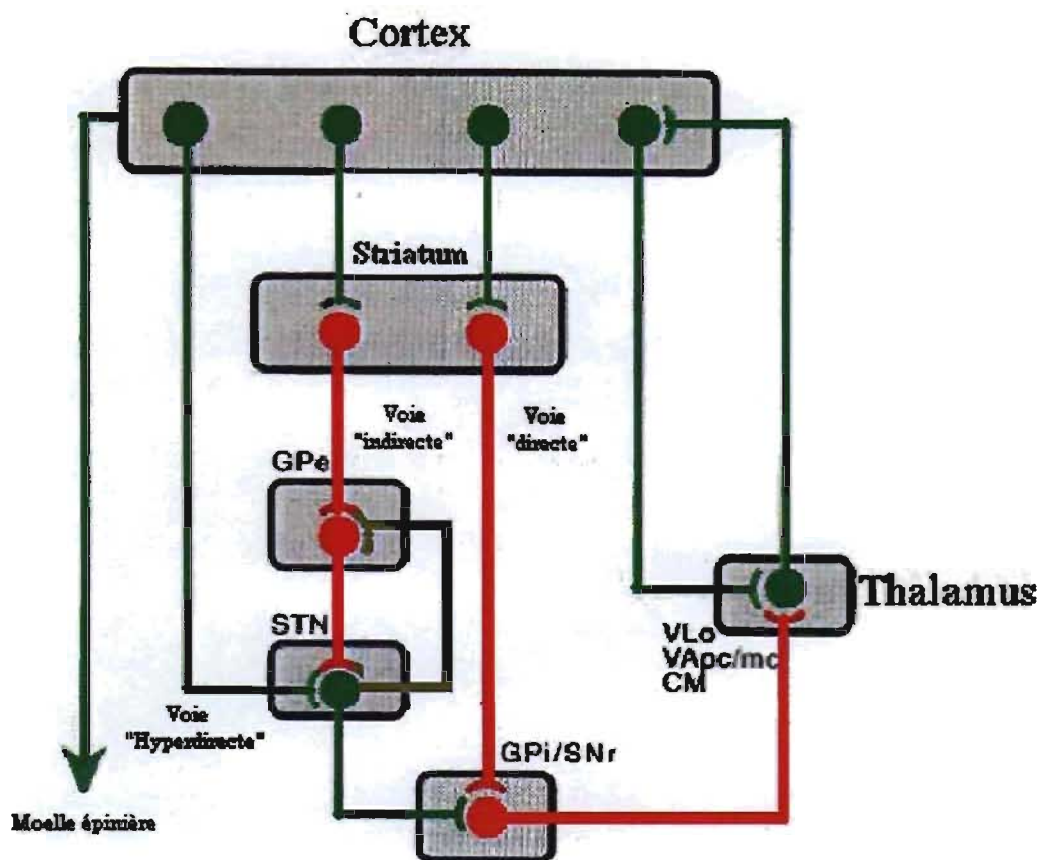 Cortex
Striatum
Voie
"indirecte"
Voie
"directe"
GPe
STN
Thalamus
VLo
VApc/mc
CM
Voie
"Hyperdirecte"
GPi/SNr
Moelle épinière